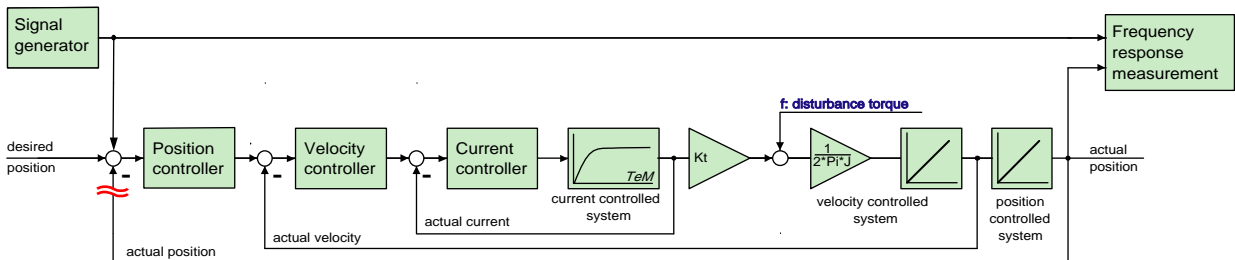 Signal
generator
Frequency
response
measurement
f: disturbance torque
desired
position
-
Position
controller
-
Velocity
controller
-
Current
controller
TeM
current controlled
system
Kt
1
2*Pi*J
velocity controlled
system
position
controlled
system
actual
position
actual current
actual velocity
actual position